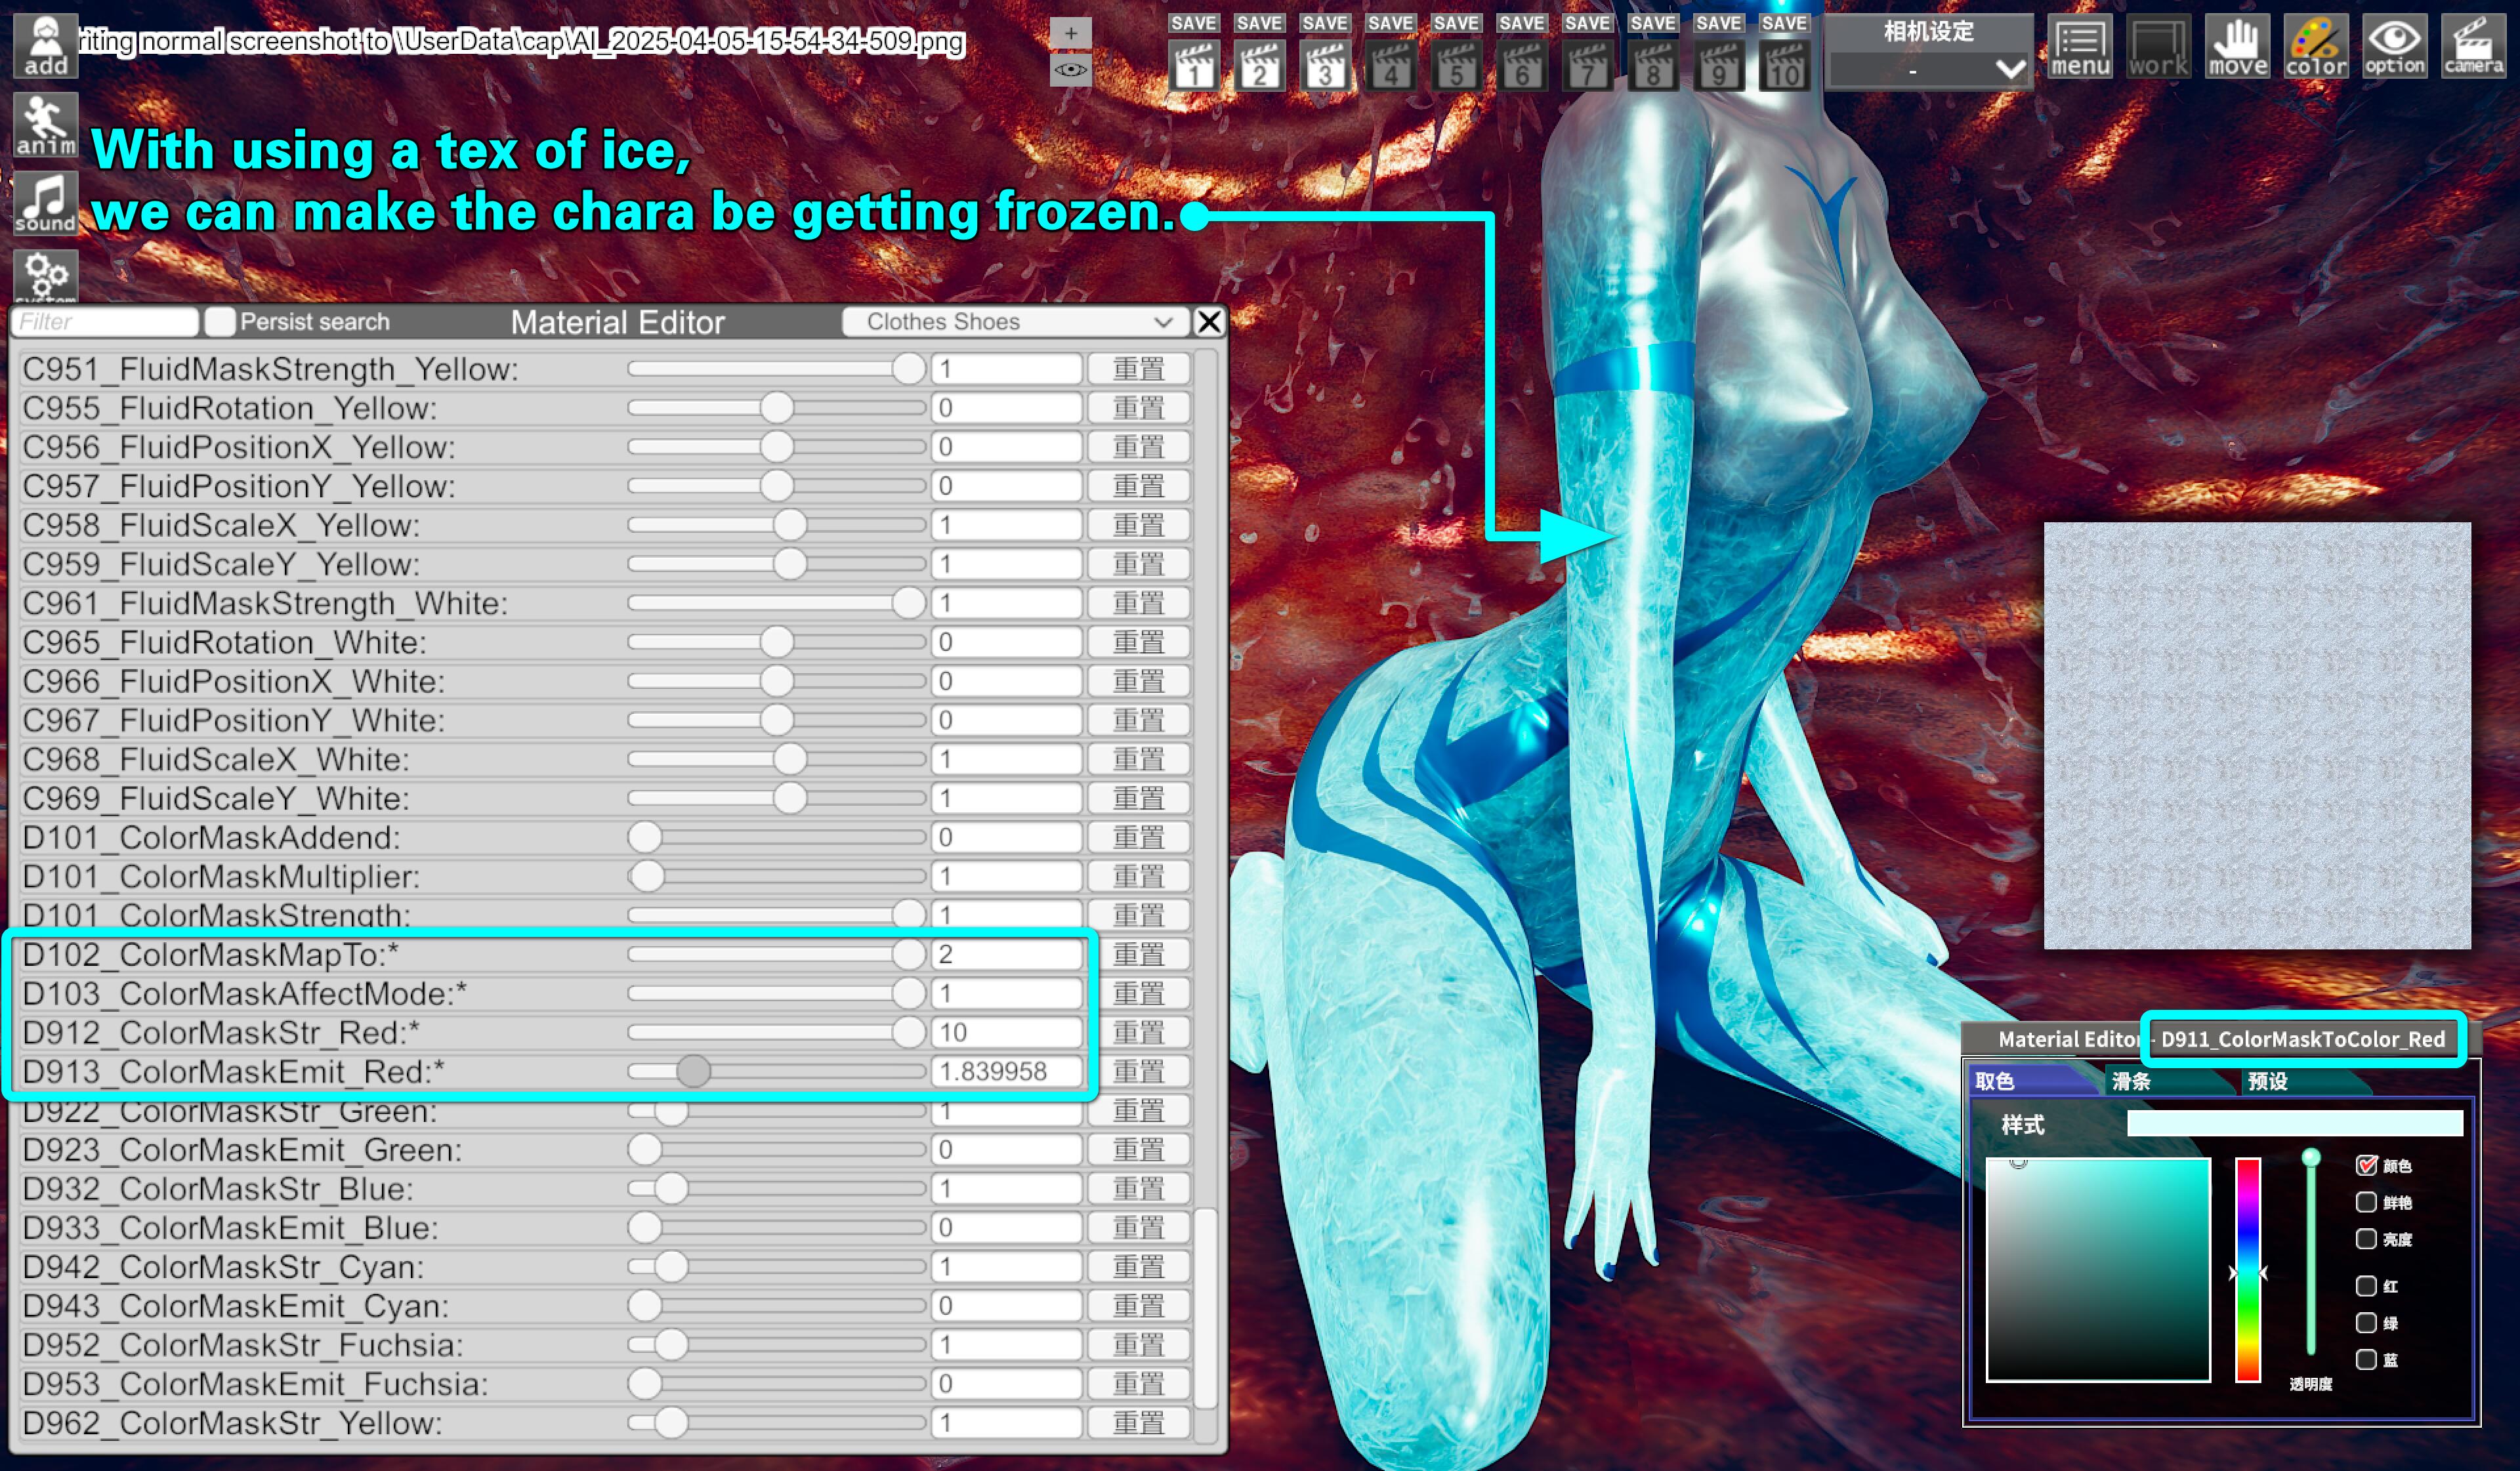 add
riting normal screenshot to \UserData\cap\AI_2025-04-05-15-54-34-509.png
+
SAVE SAVE SAVE SAVE SAVE SAVE SAVE SAVE SAVE SAVE
1 2 3 4 5 6 7 8 9 10
相机设定
-
menu work move color option camera
anim
sound
system
With using a tex of ice,
we can make the chara be getting frozen.
Filter Persist search Material Editor Clothes Shoes X
C951_FluidMaskStrength_Yellow: 1 重置
C955_FluidRotation_Yellow: 0 重置
C956_FluidPositionX_Yellow: 0 重置
C957_FluidPositionY_Yellow: 0 重置
C958_FluidScaleX_Yellow: 1 重置
C959_FluidScaleY_Yellow: 1 重置
C961_FluidMaskStrength_White: 1 重置
C965_FluidRotation_White: 0 重置
C966_FluidPositionX_White: 0 重置
C967_FluidPositionY_White: 0 重置
C968_FluidScaleX_White: 1 重置
C969_FluidScaleY_White: 1 重置
D101_ColorMaskAddend: 0 重置
D101_ColorMaskMultiplier: 1 重置
D101_ColorMaskStrength: 1 重置
D102_ColorMaskMapTo:* 2 重置
D103_ColorMaskAffectMode:* 1 重置
D912_ColorMaskStr_Red:* 10 重置
D913_ColorMaskEmit_Red:* 1.839958 重置
D922_ColorMaskStr_Green: 1 重置
D923_ColorMaskEmit_Green: 0 重置
D932_ColorMaskStr_Blue: 1 重置
D933_ColorMaskEmit_Blue: 0 重置
D942_ColorMaskStr_Cyan: 1 重置
D943_ColorMaskEmit_Cyan: 0 重置
D952_ColorMaskStr_Fuchsia: 1 重置
D953_ColorMaskEmit_Fuchsia: 0 重置
D962_ColorMaskStr_Yellow: 1 重置
Material Editor - D911_ColorMaskToColor_Red
取色 滑条 预设
样式
颜色
鲜艳
亮度
红
绿
蓝
透明度